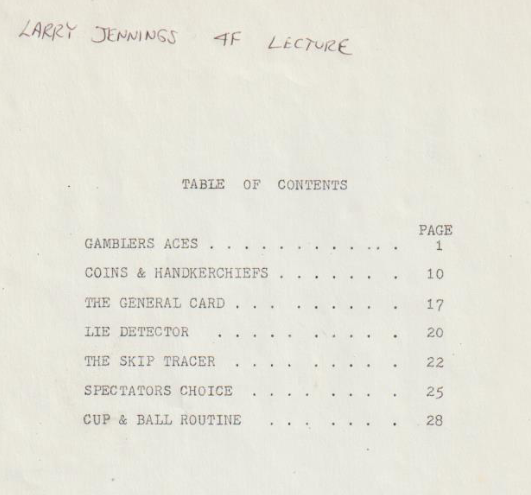 LARRY JENNINGS 4F LECTURE
TABLE OF CONTENTS
PAGE
GAMBLERS ACES . . . . . . . . . . . . . 1
COINS & HANDKERCHIEFS . . . . . . . 10
THE GENERAL CARD . . . . . . . . . 17
LIE DETECTOR . . . . . . . . . 20
THE SKIP TRACER . . . . . . . . . 22
SPECTATORS CHOICE . . . . . . . . 25
CUP & BALL ROUTINE . . . . . . . 28